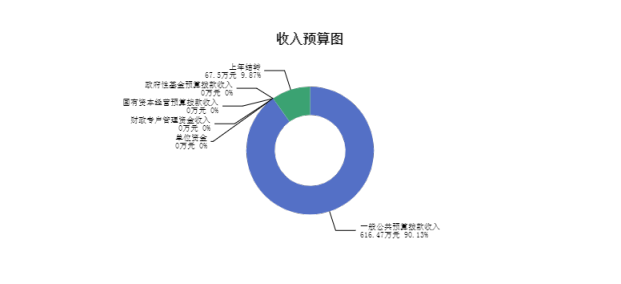 收入预算图
上年结转
67.5万元 9.87%
政府性基金预算拨款收入
0万元 0%
国有资本经营预算拨款收入
0万元 0%
财政专户管理资金收入
0万元 0%
单位资金
0万元 0%
一般公共预算拨款收入
616.47万元 90.13%